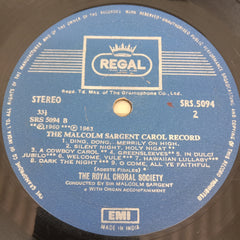 REGAL
Regd. T.d. Mks. of The Gramophone Co. Ltd.
STEREO
33⅓
SRS 5094 B
℗1960 ℗1963
SRS.5094
2
THE MALCOLM SARGENT CAROL RECORD
1. DING, DONG, MERRILY ON HIGH,
2. SILENT NIGHT, HOLY NIGHT
3. A COWBOY CAROL 4. GREENSLEEVES 5. IN DULCI
JUBILO 6. WELCOME, YULE 7. HAWAIIAN LULLABY
8. DARK THE NIGHT 9. O COME, ALL YE FAITHFUL
(ADESTE FIDELES)
THE ROYAL CHORAL SOCIETY
CONDUCTED BY SIR MALCOLM SARGENT
WITH ORGAN ACCOMPANIMENT
EMI
MADE IN INDIA